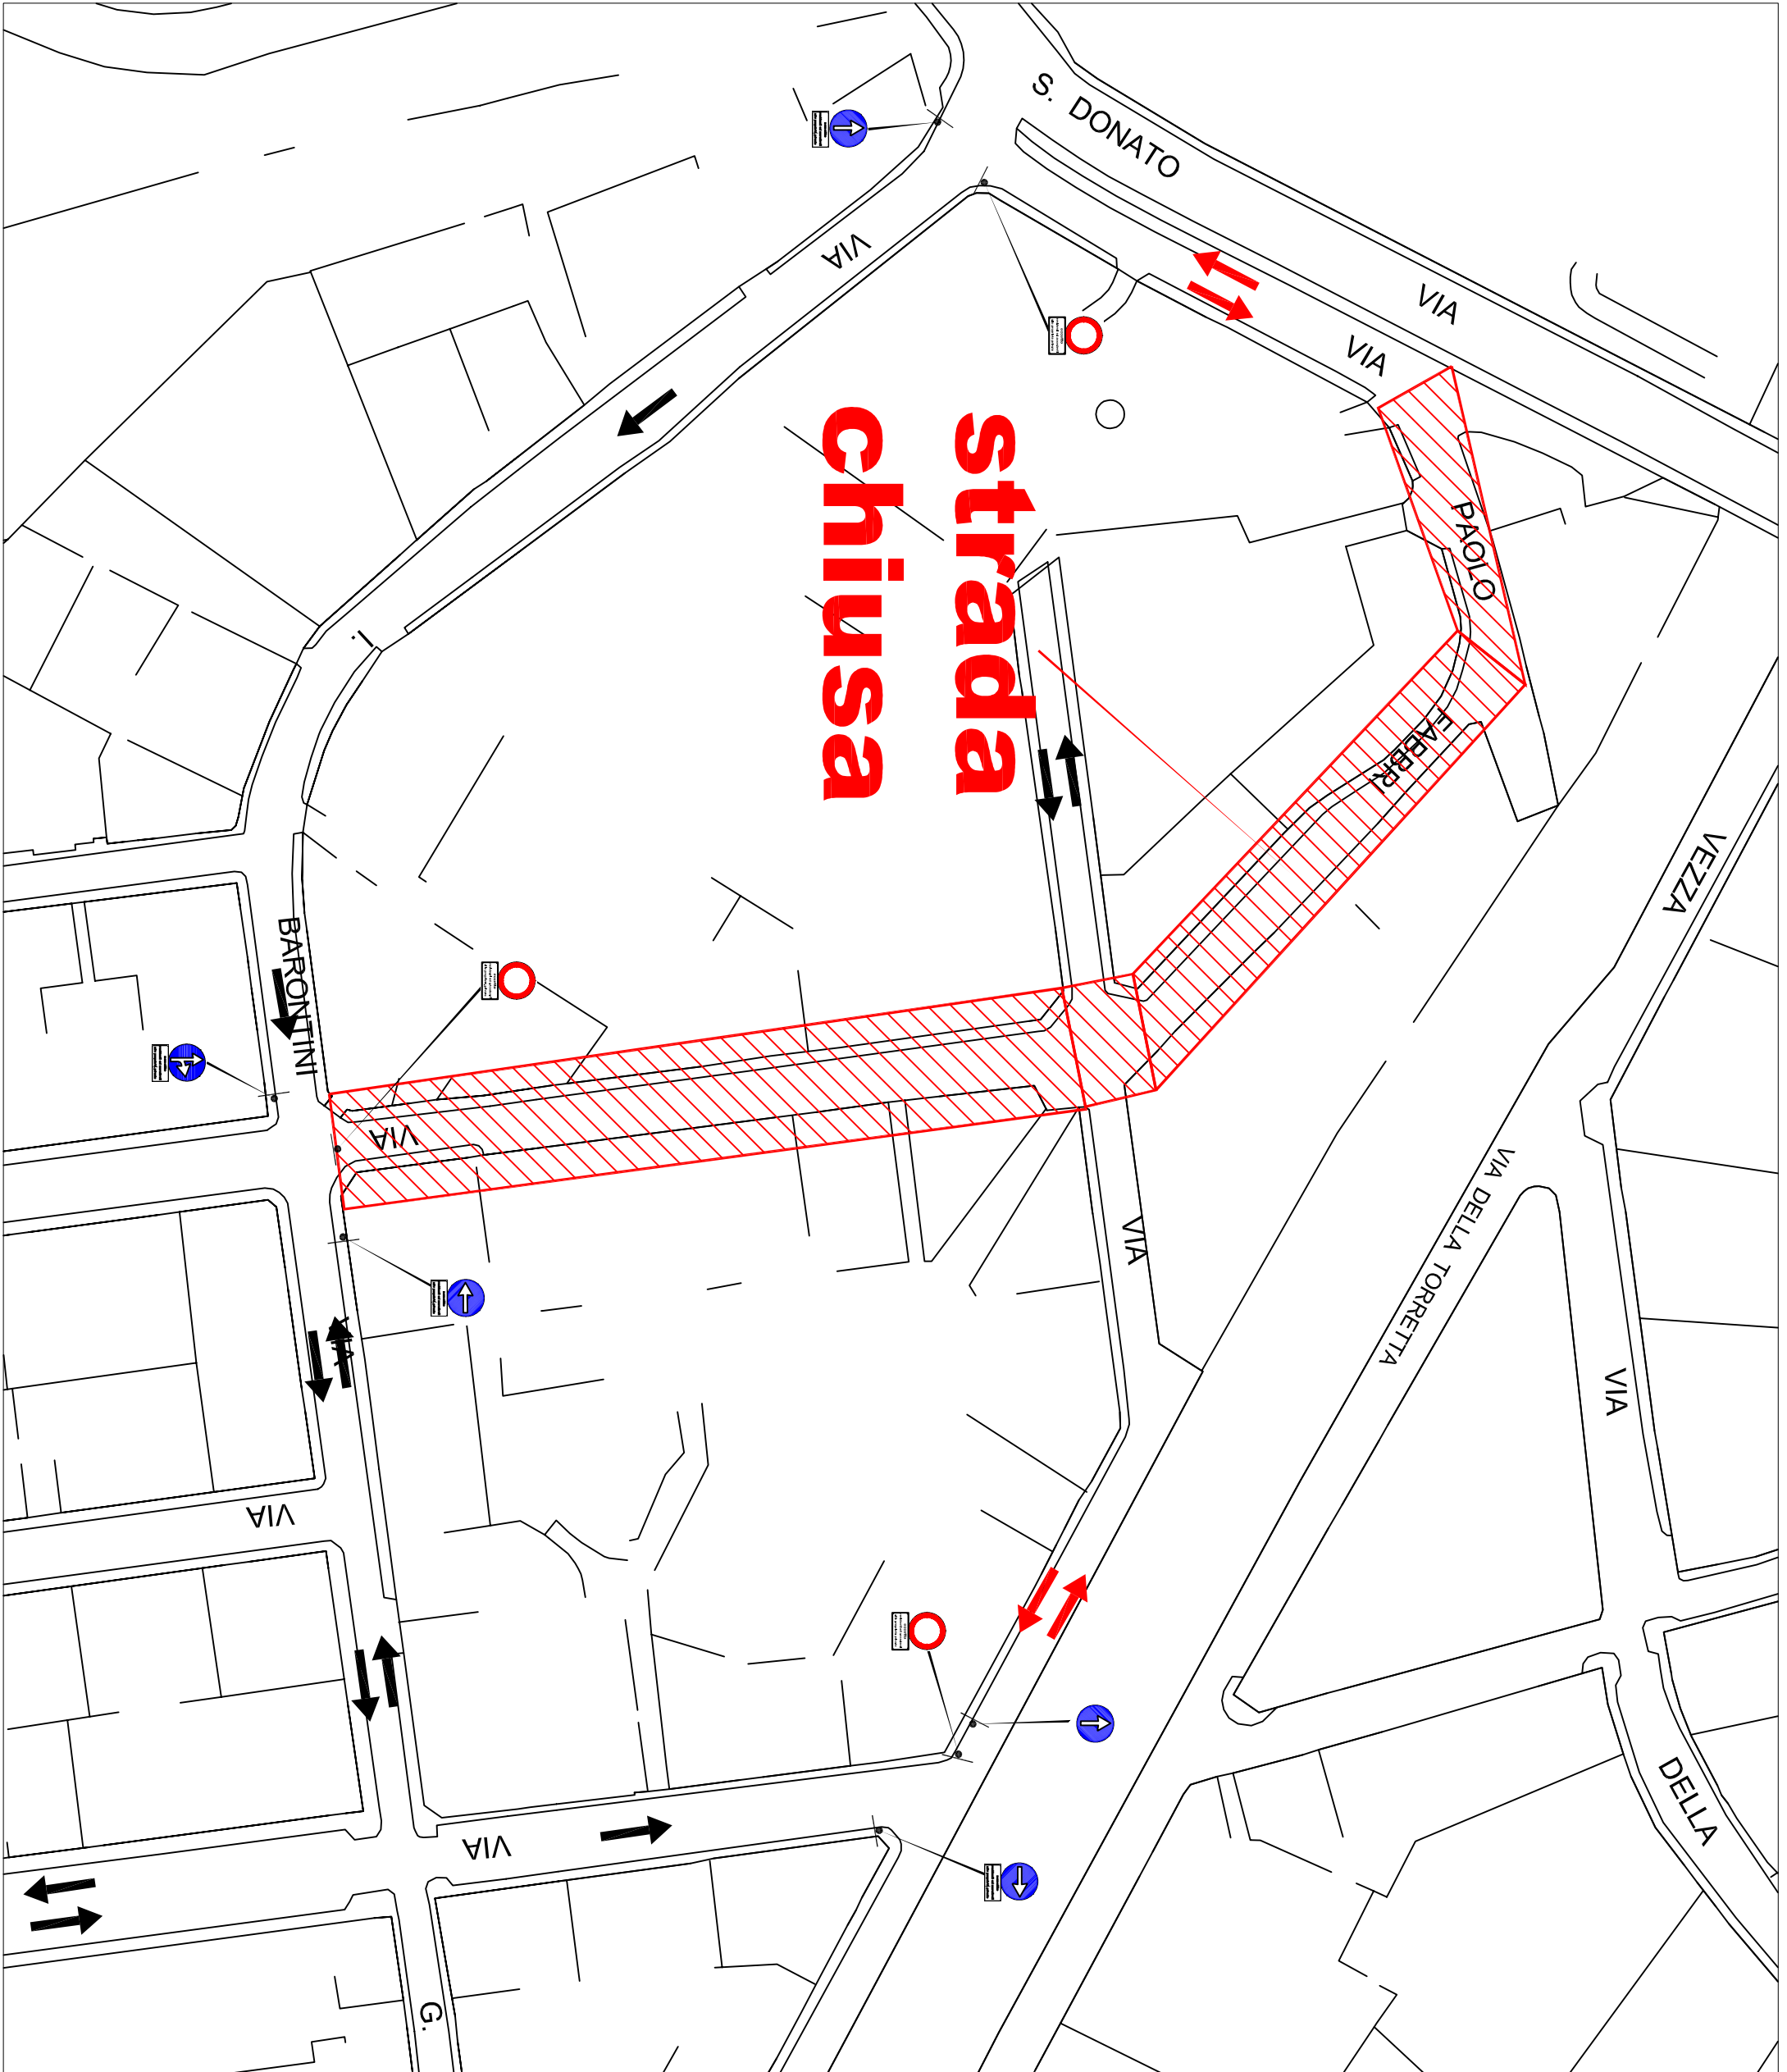 S. DONATO
VIA
VIA
VIA
PAOLO
FABBRI
strada
chiusa
I.
BARONTINI
VEZZA
VIA
VIA
VIA DELLA TORRETTA
VIA
VIA
VIA
DELLA
VIA
G.